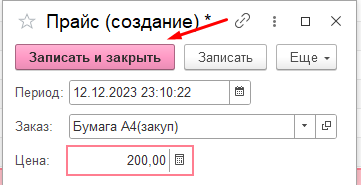 Прайс (создание) *
Записать и закрыть Записать Еще
Период: 12.12.2023 23:10:22
Заказ: Бумага А4(закуп)
Цена: 200,00